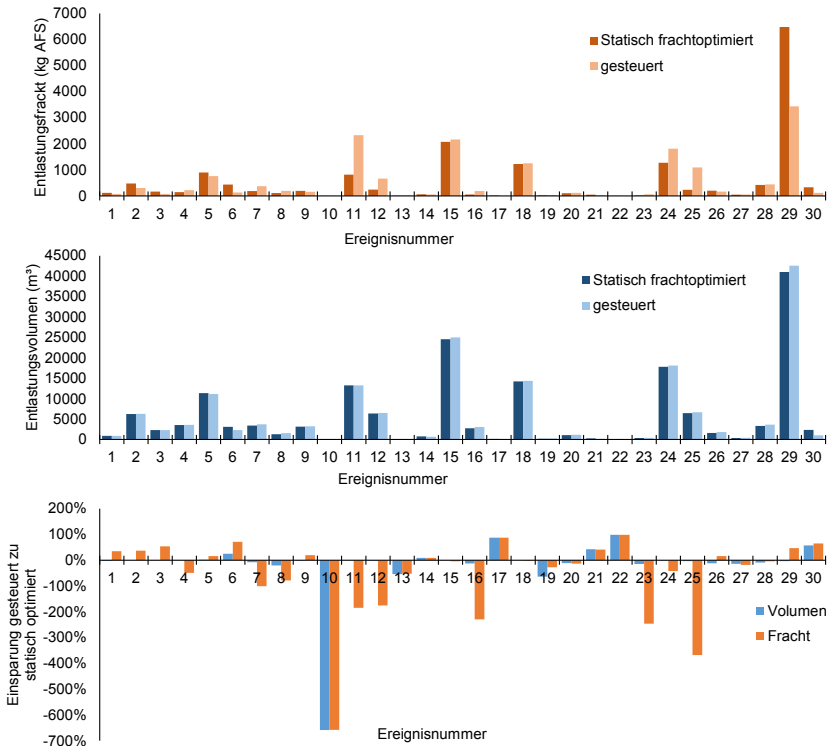 7000
6000
5000
4000
3000
2000
1000
0
Entlastungsfrackt (kg AFS)
Statisch frachtoptimiert
gesteuert
1 2 3 4 5 6 7 8 9 10 11 12 13 14 15 16 17 18 19 20 21 22 23 24 25 26 27 28 29 30
Ereignisnummer
45000
40000
35000
30000
25000
20000
15000
10000
5000
0
Entlastungsvolumen (m³)
Statisch frachtoptimiert
gesteuert
1 2 3 4 5 6 7 8 9 10 11 12 13 14 15 16 17 18 19 20 21 22 23 24 25 26 27 28 29 30
Ereignisnummer
200%
100%
0%
-100%
-200%
-300%
-400%
-500%
-600%
-700%
Einsparung gesteuert zu
statisch optimiert
1 2 3 4 5 6 7 8 9 10 11 12 13 14 15 16 17 18 19 20 21 22 23 24 25 26 27 28 29 30
Volumen
Fracht
Ereignisnummer